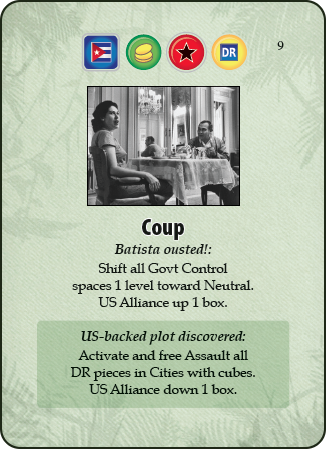 DR
9
Coup
Batista ousted!:
Shift all Govt Control
spaces 1 level toward Neutral.
US Alliance up 1 box.
US-backed plot discovered:
Activate and free Assault all
DR pieces in Cities with cubes.
US Alliance down 1 box.